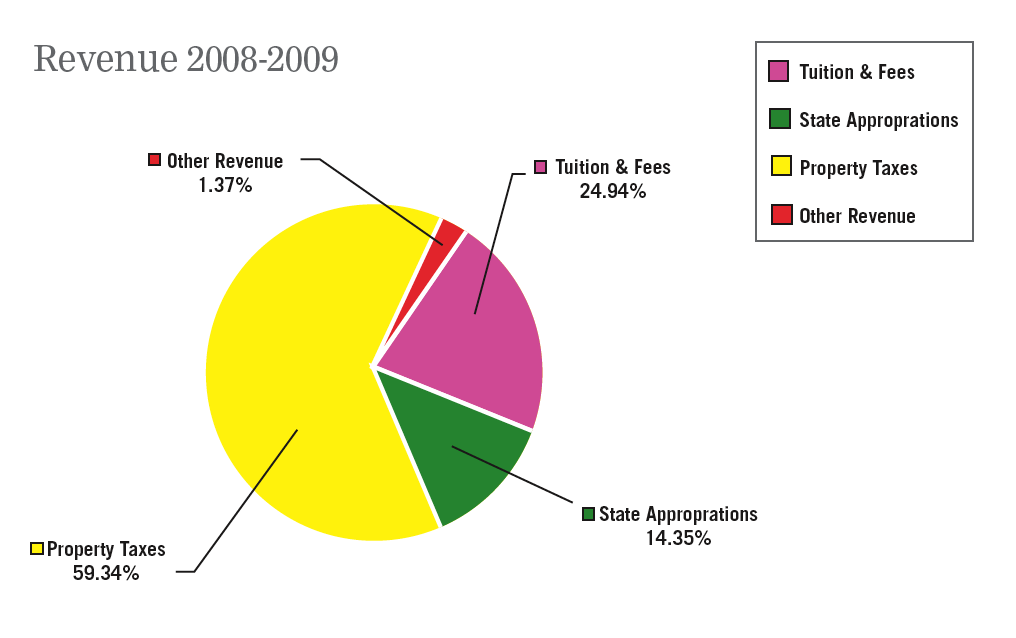 Revenue 2008-2009
Tuition & Fees
State Approprations
Property Taxes
Other Revenue
Other Revenue
1.37%
Tuition & Fees
24.94%
State Approprations
14.35%
Property Taxes
59.34%